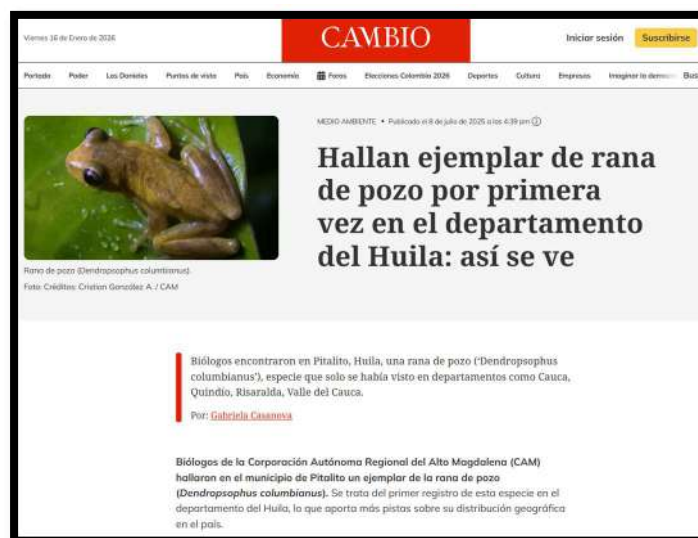 Viernes 16 de Enero de 2026
CAMBIO
Iniciar sesión
Suscribirse
Portada Poder Los Danieles Puntos de vista País Economía Foros Elecciones Colombia 2026 Deportes Cultura Empresas Imaginar la democ Bus
MEDIO AMBIENTE • Publicado el 8 de julio de 2025 a las 4:39 pm
Hallan ejemplar de rana
de pozo por primera
vez en el departamento
del Huila: así se ve
Rana de pozo (Dendropsophus columbianus).
Foto: Créditos: Cristian González A. / CAM
Biólogos encontraron en Pitalito, Huila, una rana de pozo (‘Dendropsophus
columbianus’), especie que solo se había visto en departamentos como Cauca,
Quindío, Risaralda, Valle del Cauca.
Por: Gabriela Casanova
Biólogos de la Corporación Autónoma Regional del Alto Magdalena (CAM)
hallaron en el municipio de Pitalito un ejemplar de la rana de pozo
(Dendropsophus columbianus). Se trata del primer registro de esta especie en el
departamento del Huila, lo que aporta más pistas sobre su distribución geográfica
en el país.